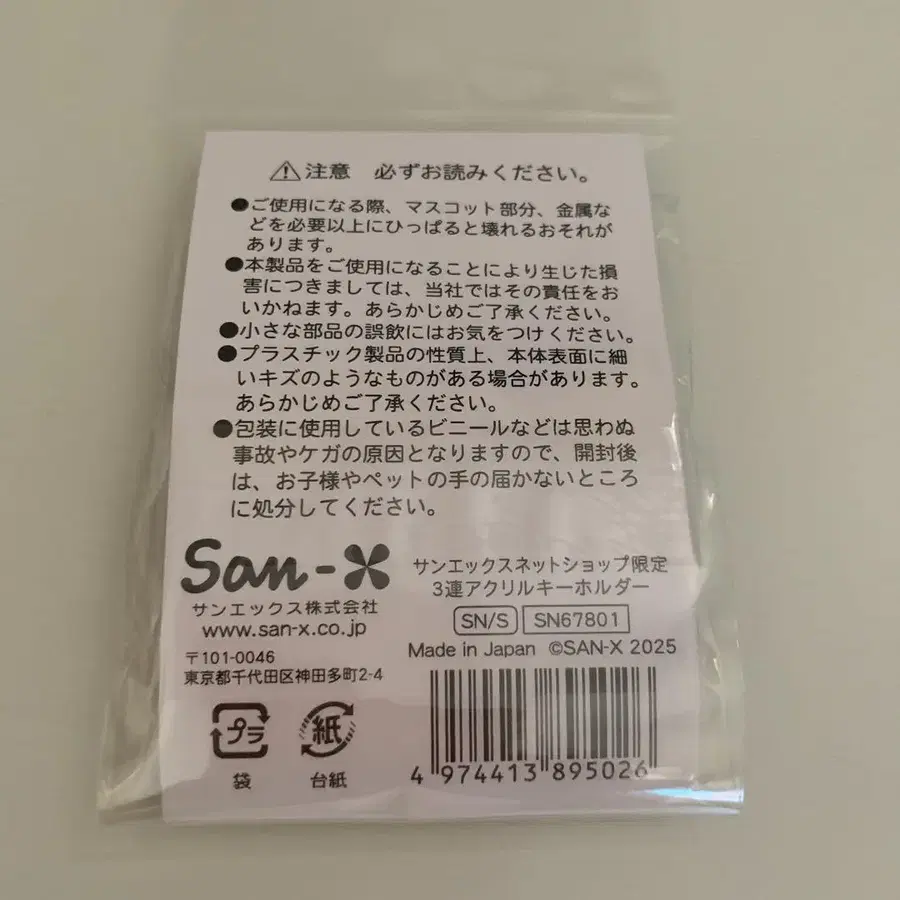 ⚠注意 必ずお読みください。
●ご使用になる際、マスコット部分、金属な
どを必要以上にひっぱると壊れるおそれが
あります。
●本製品をご使用になることにより生じた損
害につきましては、当社ではその責任をお
いかねます。あらかじめご了承ください。
●小さな部品の誤飲にはお気をつけください。
●プラスチック製品の性質上、本体表面に細
いキズのようなものがある場合があります。
あらかじめご了承ください。
●包装に使用しているビニールなどは思わぬ
事故やケガの原因となりますので、開封後
は、お子様やペットの手の届かないところ
に処分してください。
San-X
サンエックス株式会社
www.san-x.co.jp
〒101-0046
東京都千代田区神田多町2-4
プラ
袋
紙
台紙
サンエックスネットショップ限定
3連アクリルキーホルダー
SN/S SN67801
Made in Japan ©SAN-X 2025
4 974413 895026